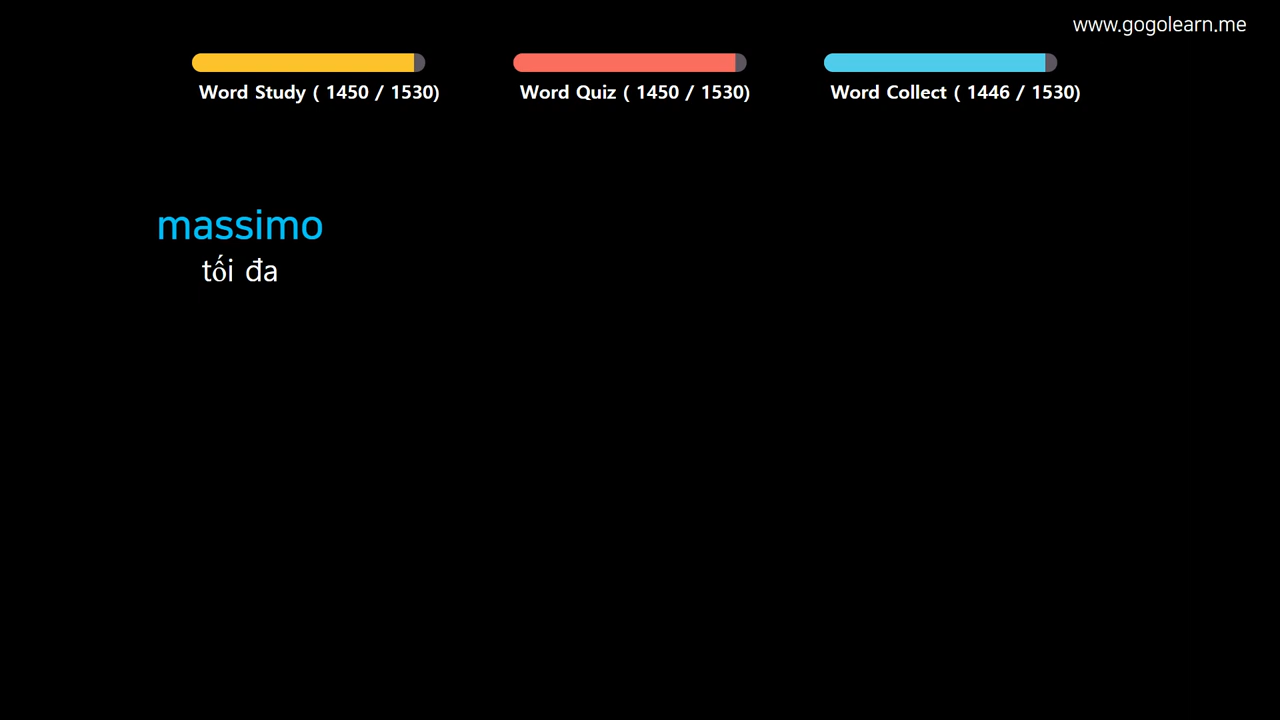 www.gogolearn.me
Word Study ( 1450 / 1530)
Word Quiz ( 1450 / 1530)
Word Collect ( 1446 / 1530)
massimo
tối đa